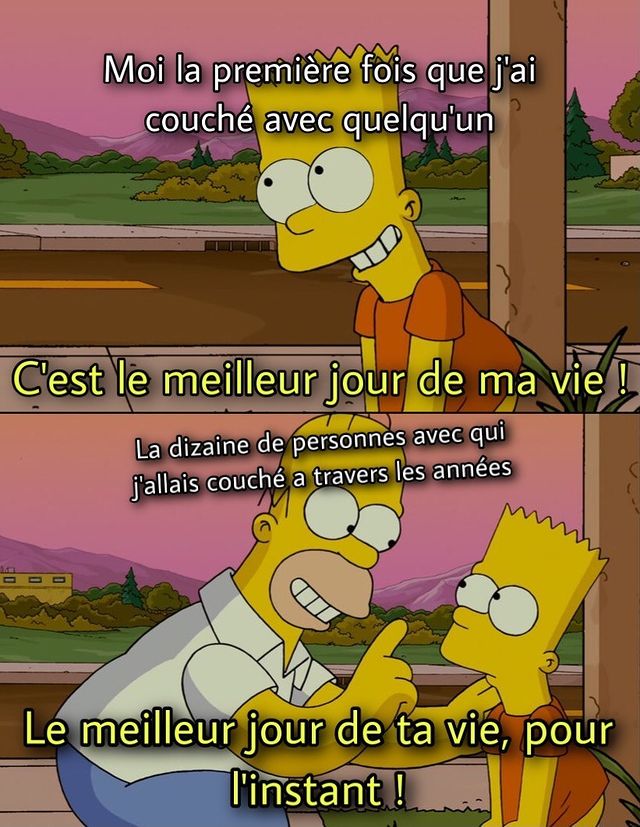 Moi la première fois que j'ai
couché avec quelqu'un
C'est le meilleur jour de ma vie !
La dizaine de personnes avec qui
j'allais couché a travers les années
Le meilleur jour de ta vie, pour
l'instant !